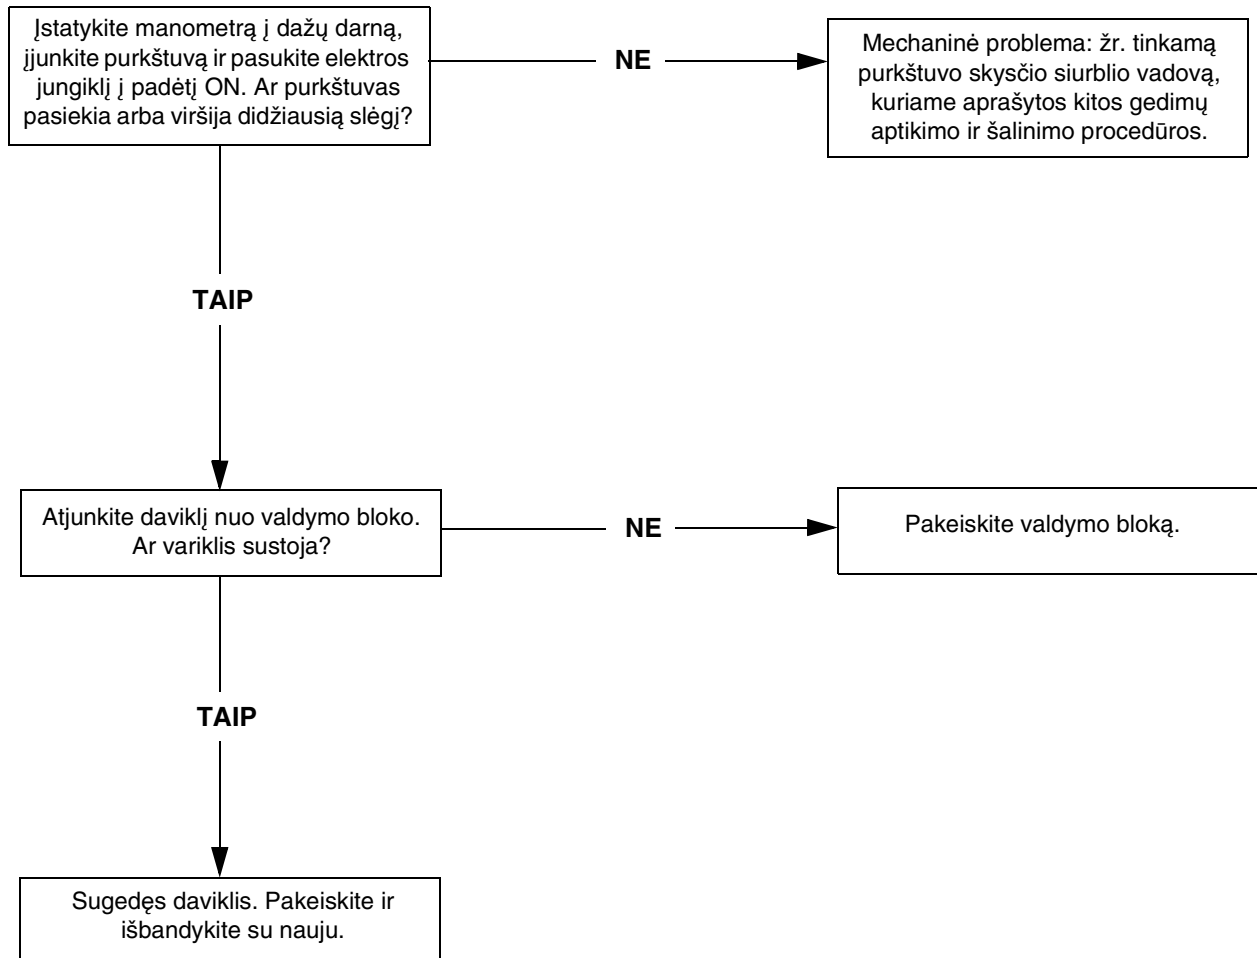 Įstatykite manometrą į dažų darną,
įjunkite purkštuvą ir pasukite elektros
jungiklį į padėtį ON. Ar purkštuvas
pasiekia arba viršija didžiausią slėgį?
NE
Mechaninė problema: žr. tinkamą
purkštuvo skysčio siurblio vadovą,
kuriame aprašytos kitos gedimų
aptikimo ir šalinimo procedūros.
TAIP
Atjunkite daviklį nuo valdymo bloko.
Ar variklis sustoja?
NE
Pakeiskite valdymo bloką.
TAIP
Sugedęs daviklis. Pakeiskite ir
išbandykite su nauju.